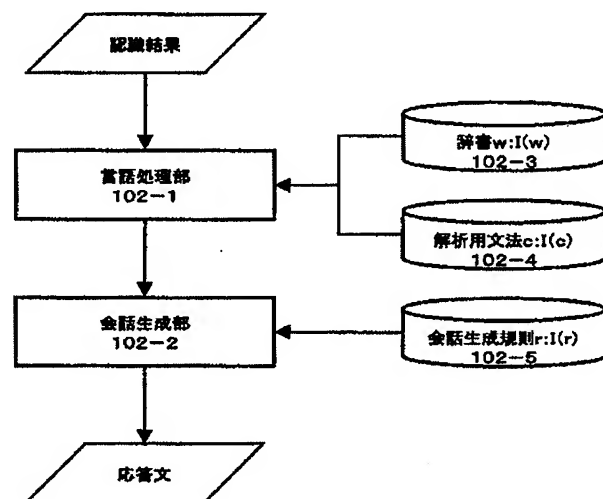 認識結果
辞書w:I(w)
102-3
言語処理部
102-1
解析用文法c:I(c)
102-4
会話生成部
102-2
会話生成規則r:I(r)
102-5
応答文